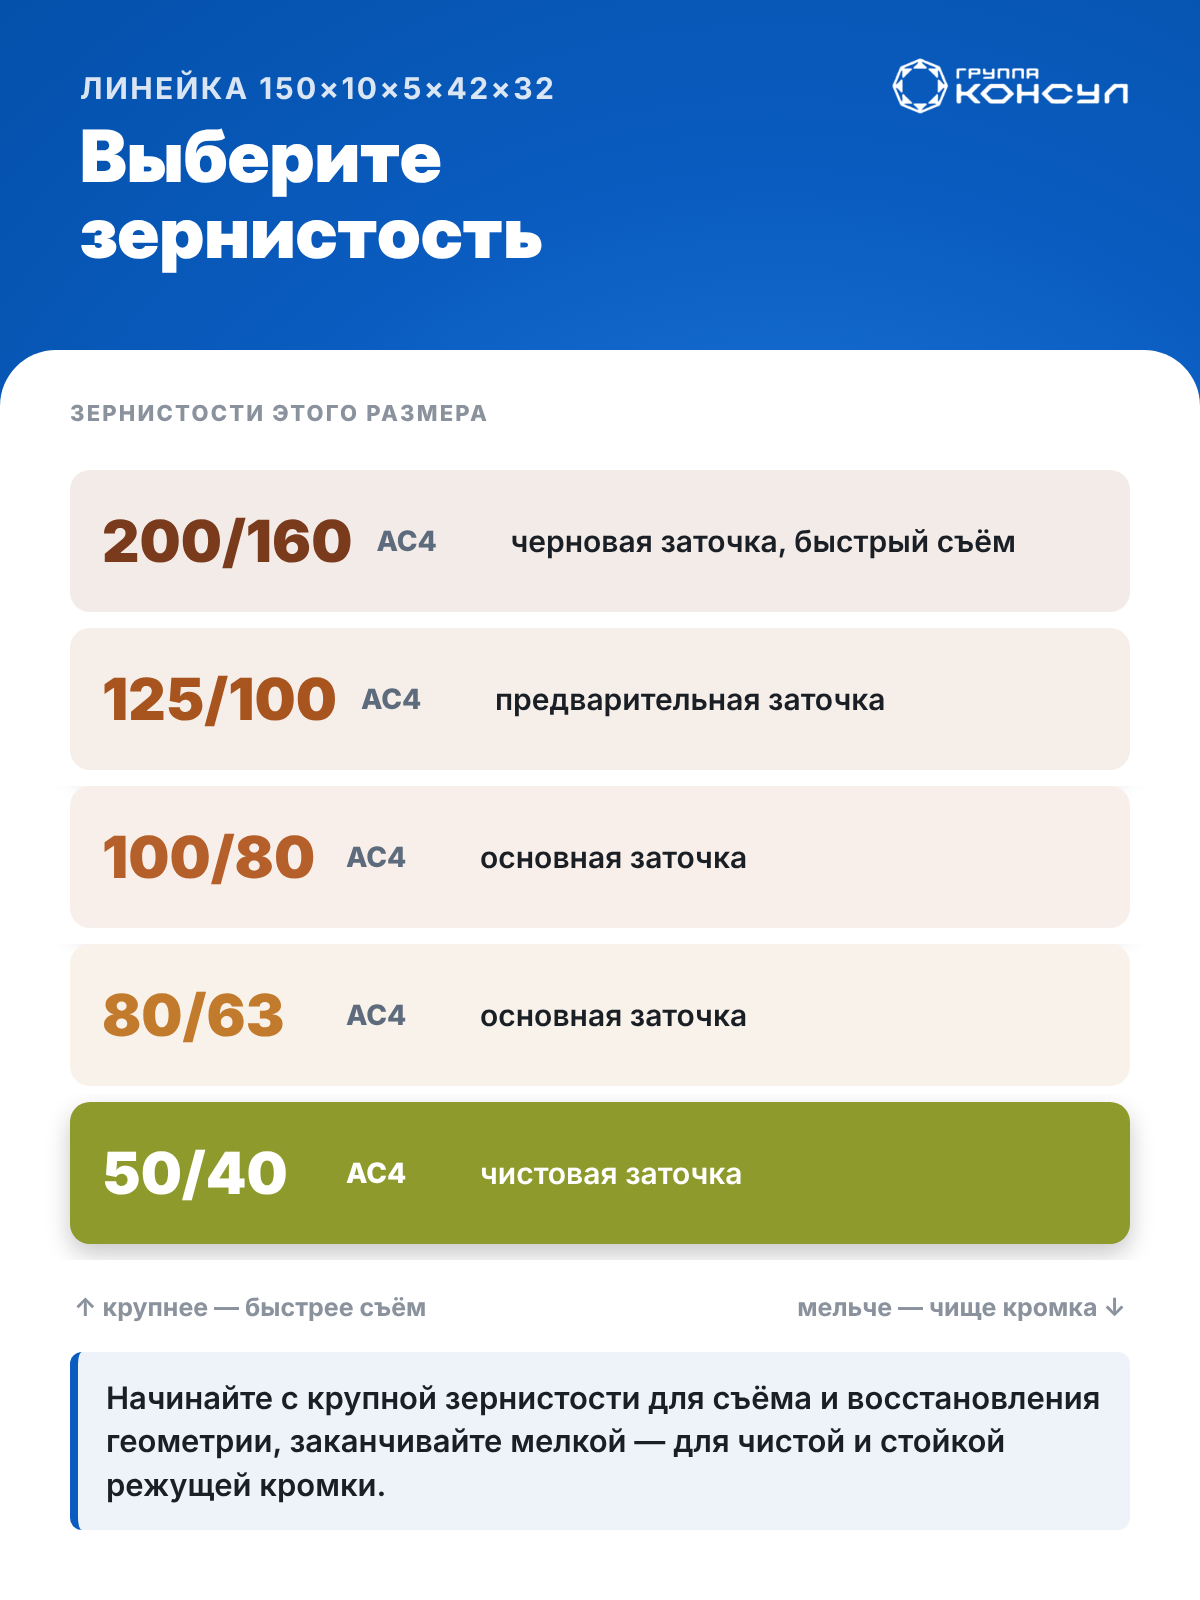 ЛИНЕЙКА 150×10×5×42×32
ГРУППА
КОНСУЛ
Выберите
зернистость
ЗЕРНИСТОСТИ ЭТОГО РАЗМЕРА
200/160 АС4 черновая заточка, быстрый съём
125/100 АС4 предварительная заточка
100/80 АС4 основная заточка
80/63 АС4 основная заточка
50/40 АС4 чистовая заточка
↑ крупнее — быстрее съём
мельче — чище кромка ↓
Начинайте с крупной зернистости для съёма и восстановления
геометрии, заканчивайте мелкой — для чистой и стойкой
режущей кромки.